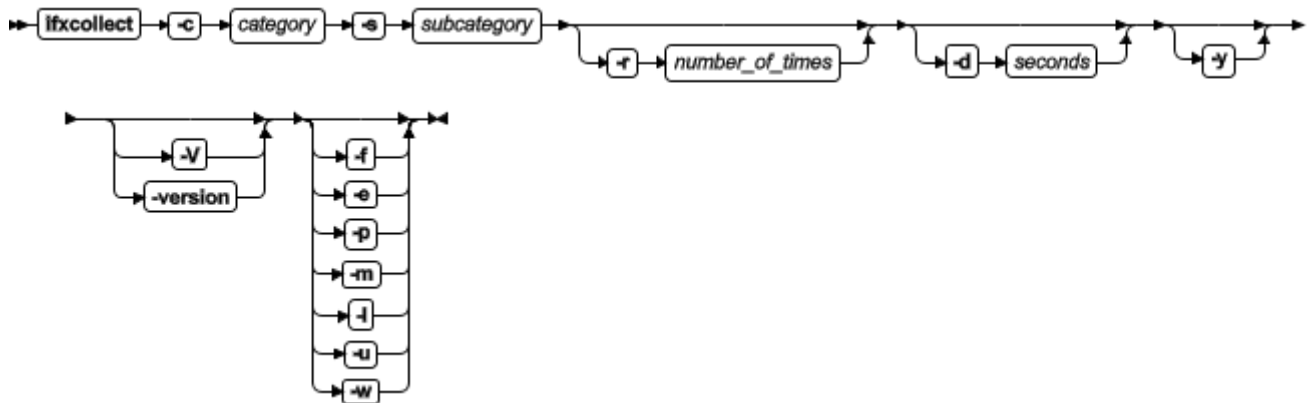 ifxcollect -c category -s subcategory -r number_of_times -d seconds -y
-V
-version
-f
-e
-p
-m
-l
-u
-w